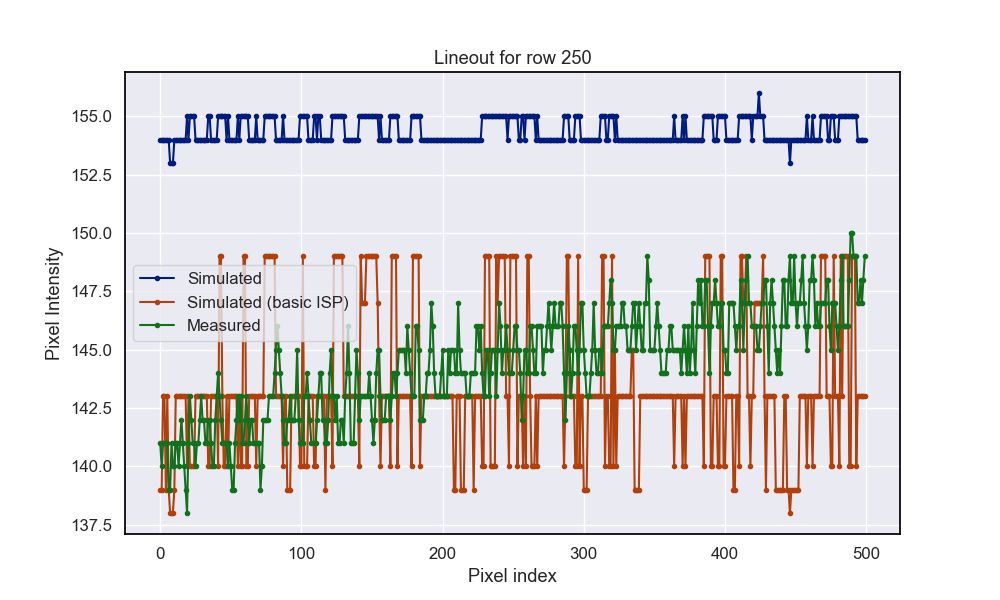 Lineout for row 250
155.0
152.5
150.0
147.5
145.0
142.5
140.0
137.5
Pixel Intensity
Simulated
Simulated (basic ISP)
Measured
0 100 200 300 400 500
Pixel index